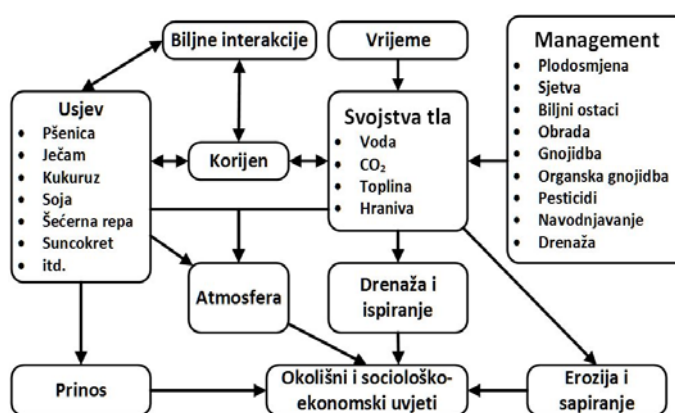 Biljne interakcije
Vrijeme
Management
• Plodosmjena
• Sjetva
• Biljni ostaci
• Obrada
• Gnojidba
• Organska gnojidba
• Pesticidi
• Navodnjavanje
• Drenaža
Usjev
• Pšenica
• Ječam
• Kukuruz
• Soja
• Šećerna repa
• Suncokret
• itd.
Korijen
Svojstva tla
• Voda
• CO₂
• Toplina
• Hraniva
Atmosfera
Drenaža i
ispiranje
Prinos
Okolišni i sociološko-
ekonomski uvjeti
Erozija i
sapiranje